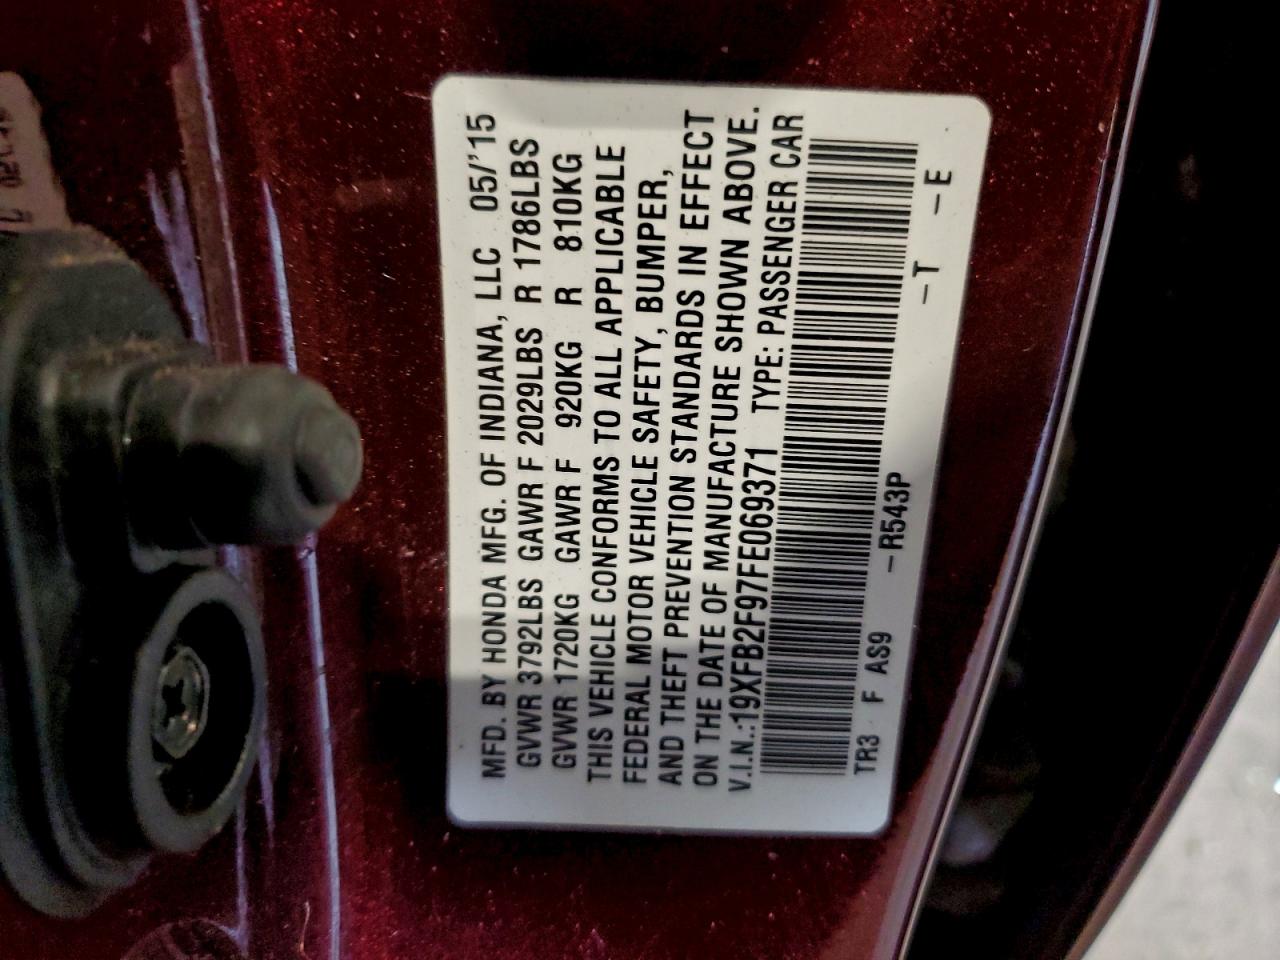 MFD. BY HONDA MFG. OF INDIANA, LLC 05/'15
GVWR 3792LBS GAWR F 2029LBS R 1786LBS
GVWR 1720KG GAWR F 920KG R 810KG
THIS VEHICLE CONFORMS TO ALL APPLICABLE
FEDERAL MOTOR VEHICLE SAFETY, BUMPER,
AND THEFT PREVENTION STANDARDS IN EFFECT
ON THE DATE OF MANUFACTURE SHOWN ABOVE.
V.I.N.:19XFB2F97FE069371 TYPE: PASSENGER CAR
TR3 F AS9 –R543P –T –E